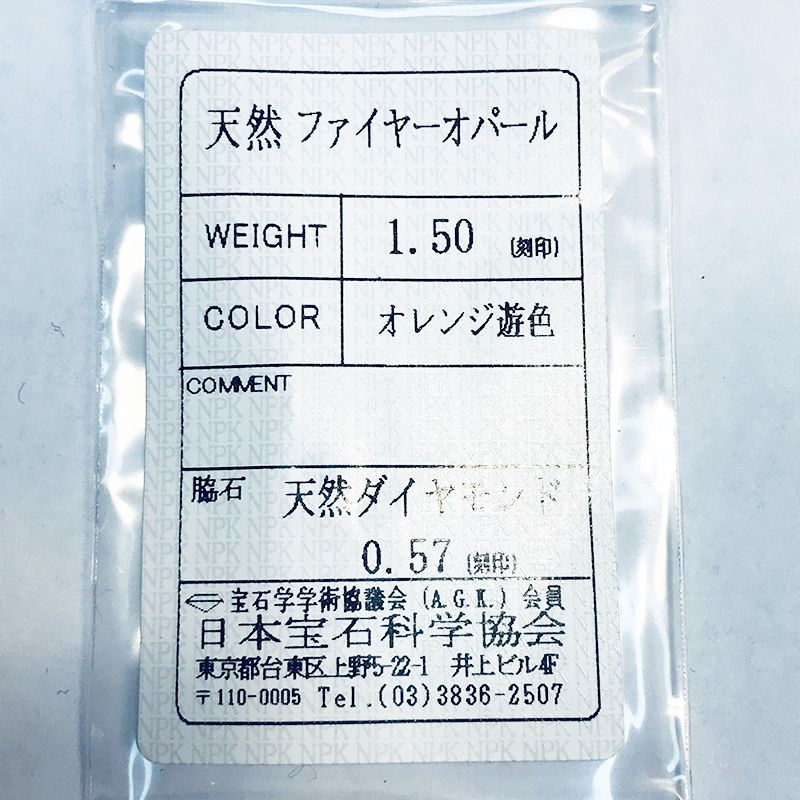 天然 ファイヤーオパール
WEIGHT 1.50 (刻印)
COLOR オレンジ遊色
COMMENT
脇石 天然ダイヤモンド
0.57 (刻印)
宝石学学術協議会 (A.G.K.) 会員
日本宝石科学協会
東京都台東区上野5-22-1 井上ビル4F
〒110-0005 Tel.(03)3836-2507